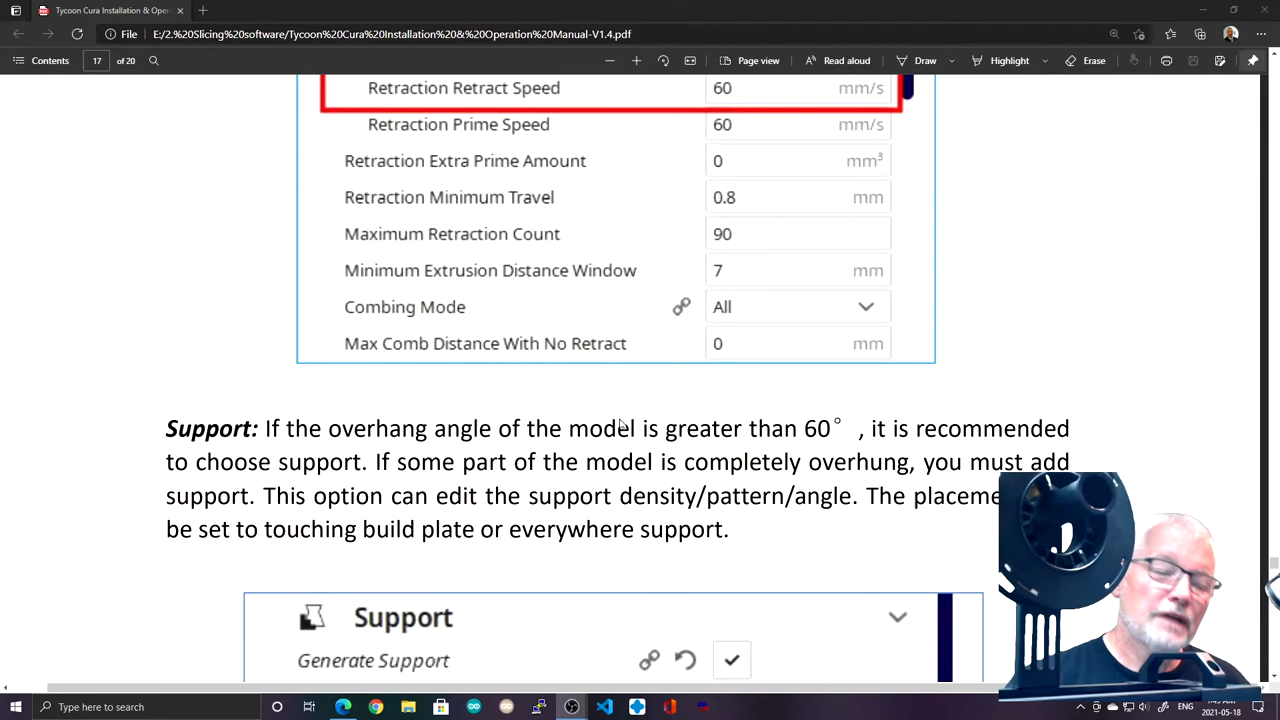 Tycoon Cura Installation & Oper
File
E:/2.%20Slicing%20software/Tycoon%20Cura%20Installation%20&%20Operation%20Manual-V1.4.pdf
Contents
17
of 20
Page view
Read aloud
Draw
Highlight
Erase
Retraction Retract Speed 60 mm/s
Retraction Prime Speed 60 mm/s
Retraction Extra Prime Amount 0 mm³
Retraction Minimum Travel 0.8 mm
Maximum Retraction Count 90
Minimum Extrusion Distance Window 7 mm
Combing Mode All
Max Comb Distance With No Retract 0 mm
Support: If the overhang angle of the model is greater than 60° , it is recommended
to choose support. If some part of the model is completely overhung, you must add
support. This option can edit the support density/pattern/angle. The placeme
be set to touching build plate or everywhere support.
Support
Generate Support
Type here to search
ENG
2021-05-18